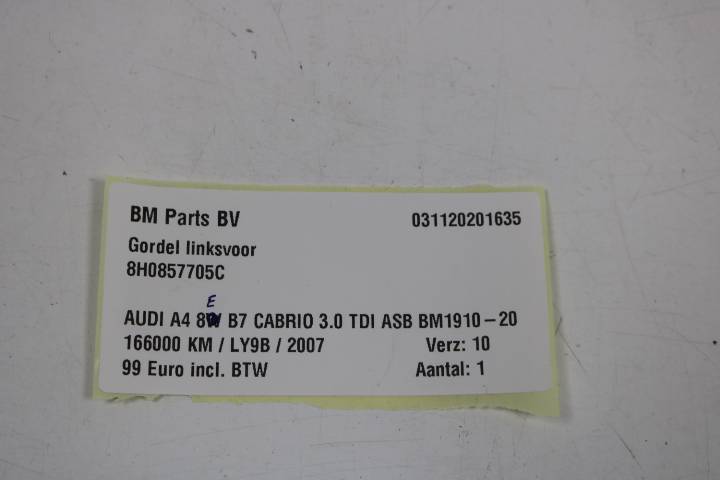 BM Parts BV 031120201635
Gordel linksvoor
8H0857705C
E
AUDI A4 8W B7 CABRIO 3.0 TDI ASB BM1910-20
166000 KM / LY9B / 2007 Verz: 10
99 Euro incl. BTW Aantal: 1